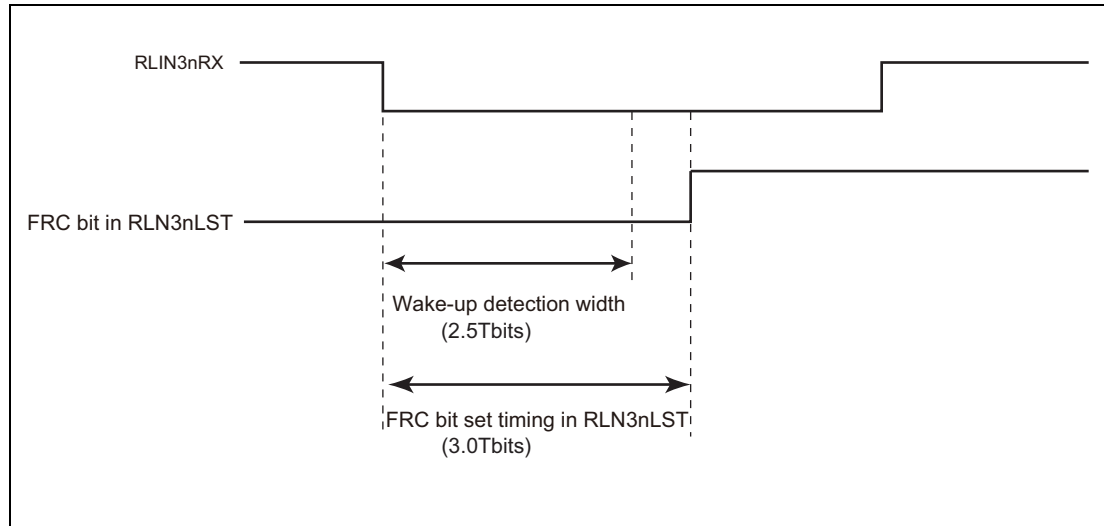 RLIN3nRX
FRC bit in RLN3nLST
Wake-up detection width
(2.5Tbits)
FRC bit set timing in RLN3nLST
(3.0Tbits)